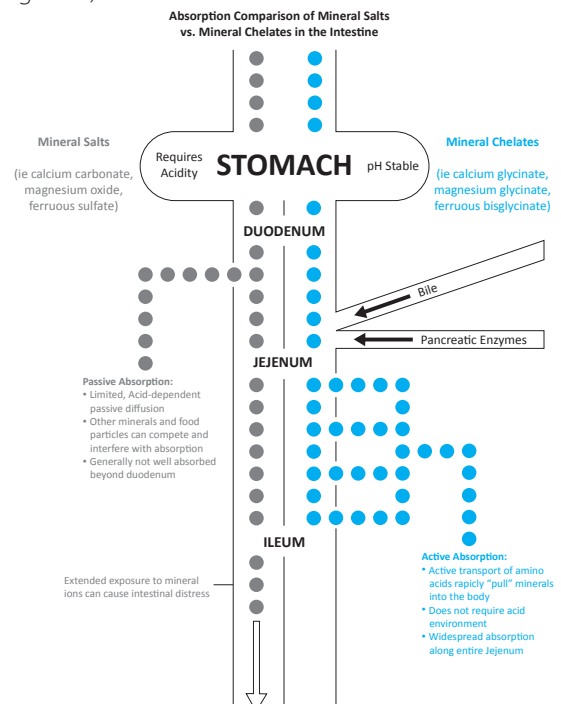 Absorption Comparison of Mineral Salts
vs. Mineral Chelates in the Intestine
Mineral Salts
(ie calcium carbonate,
magnesium oxide,
ferruous sulfate)
Requires
Acidity
STOMACH
pH Stable
Mineral Chelates
(ie calcium glycinate,
magnesium glycinate,
ferruous bisglycinate)
DUODENUM
Bile
Pancreatic Enzymes
JEJENUM
Passive Absorption:
• Limited, Acid-dependent
passive diffusion
• Other minerals and food
particles can compete and
interfere with absorption
• Generally not well absorbed
beyond duodenum
ILEUM
Active Absorption:
• Active transport of amino
acids rapicly "pull" minerals
into the body
• Does not require acid
environment
• Widespread absorption
along entire Jejenum
Extended exposure to mineral
ions can cause intestinal distress